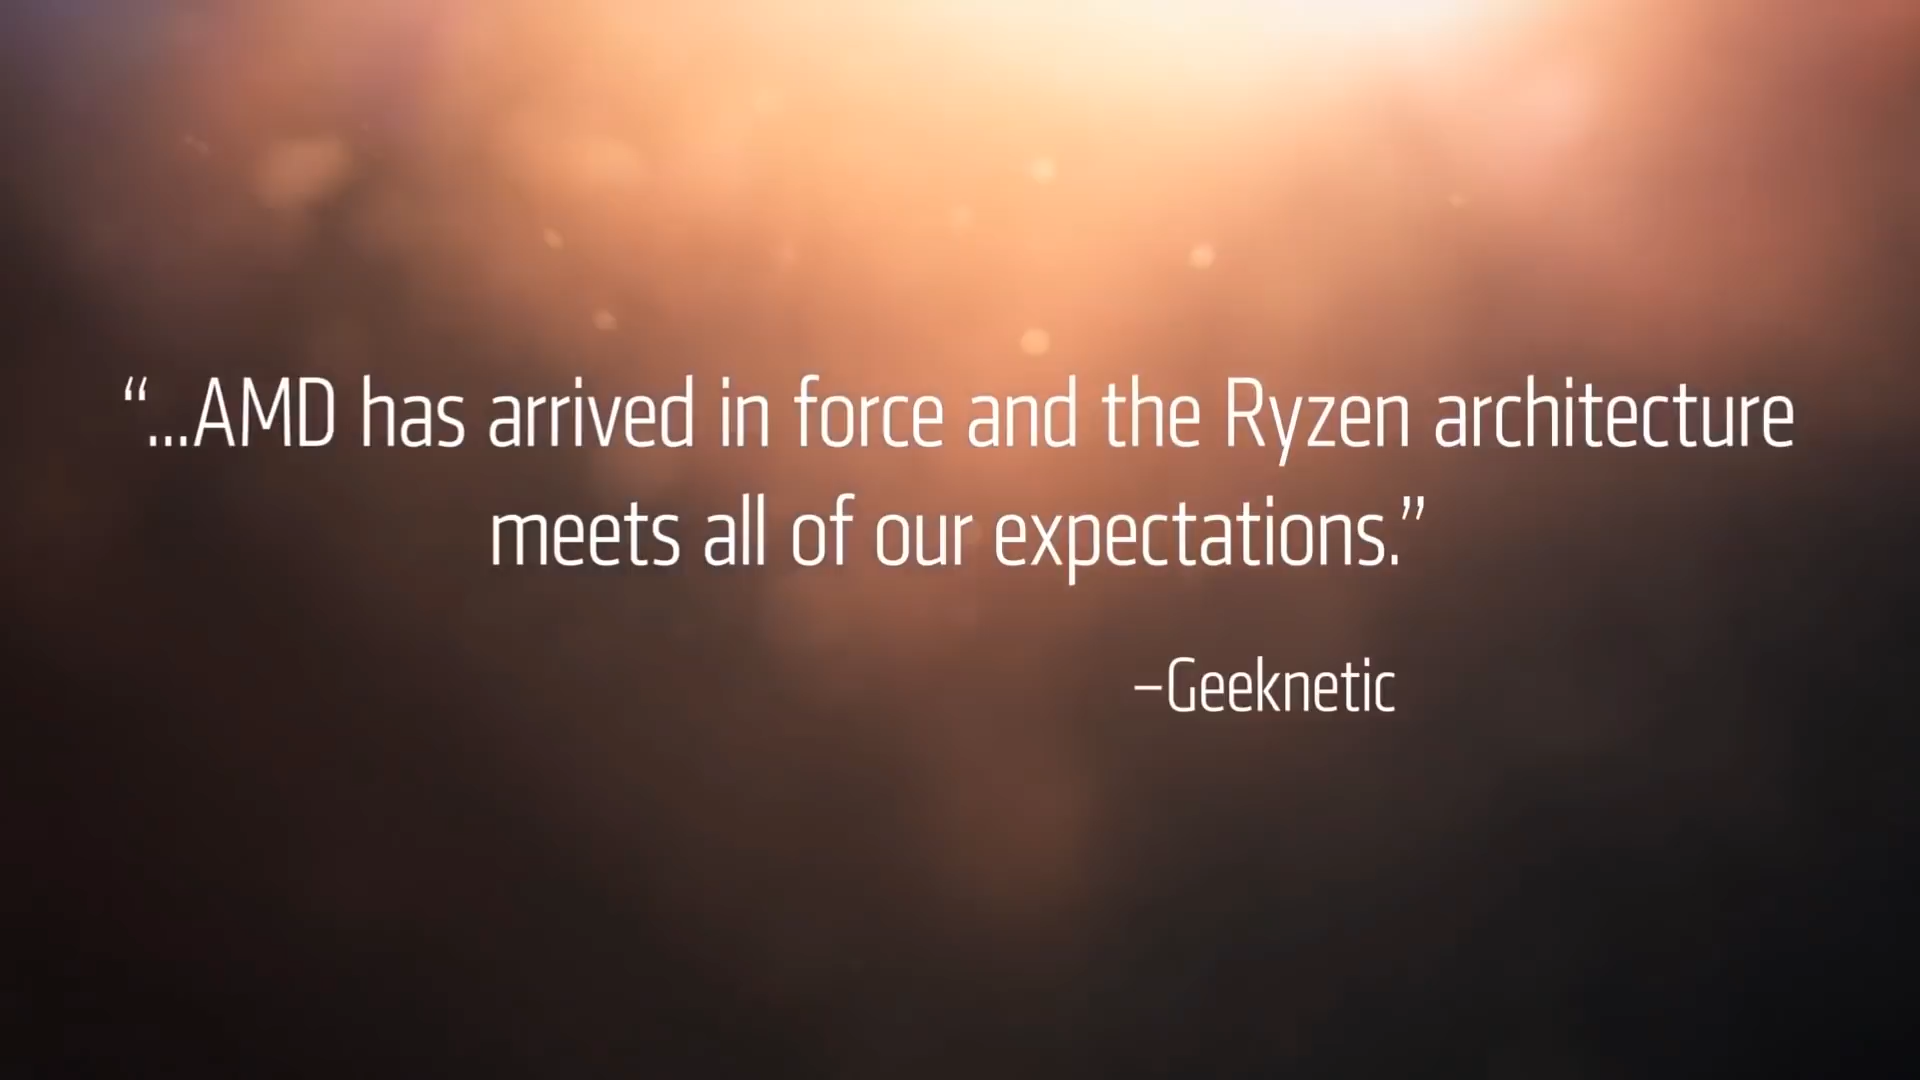 “...AMD has arrived in force and the Ryzen architecture
meets all of our expectations.”
–Geeknetic